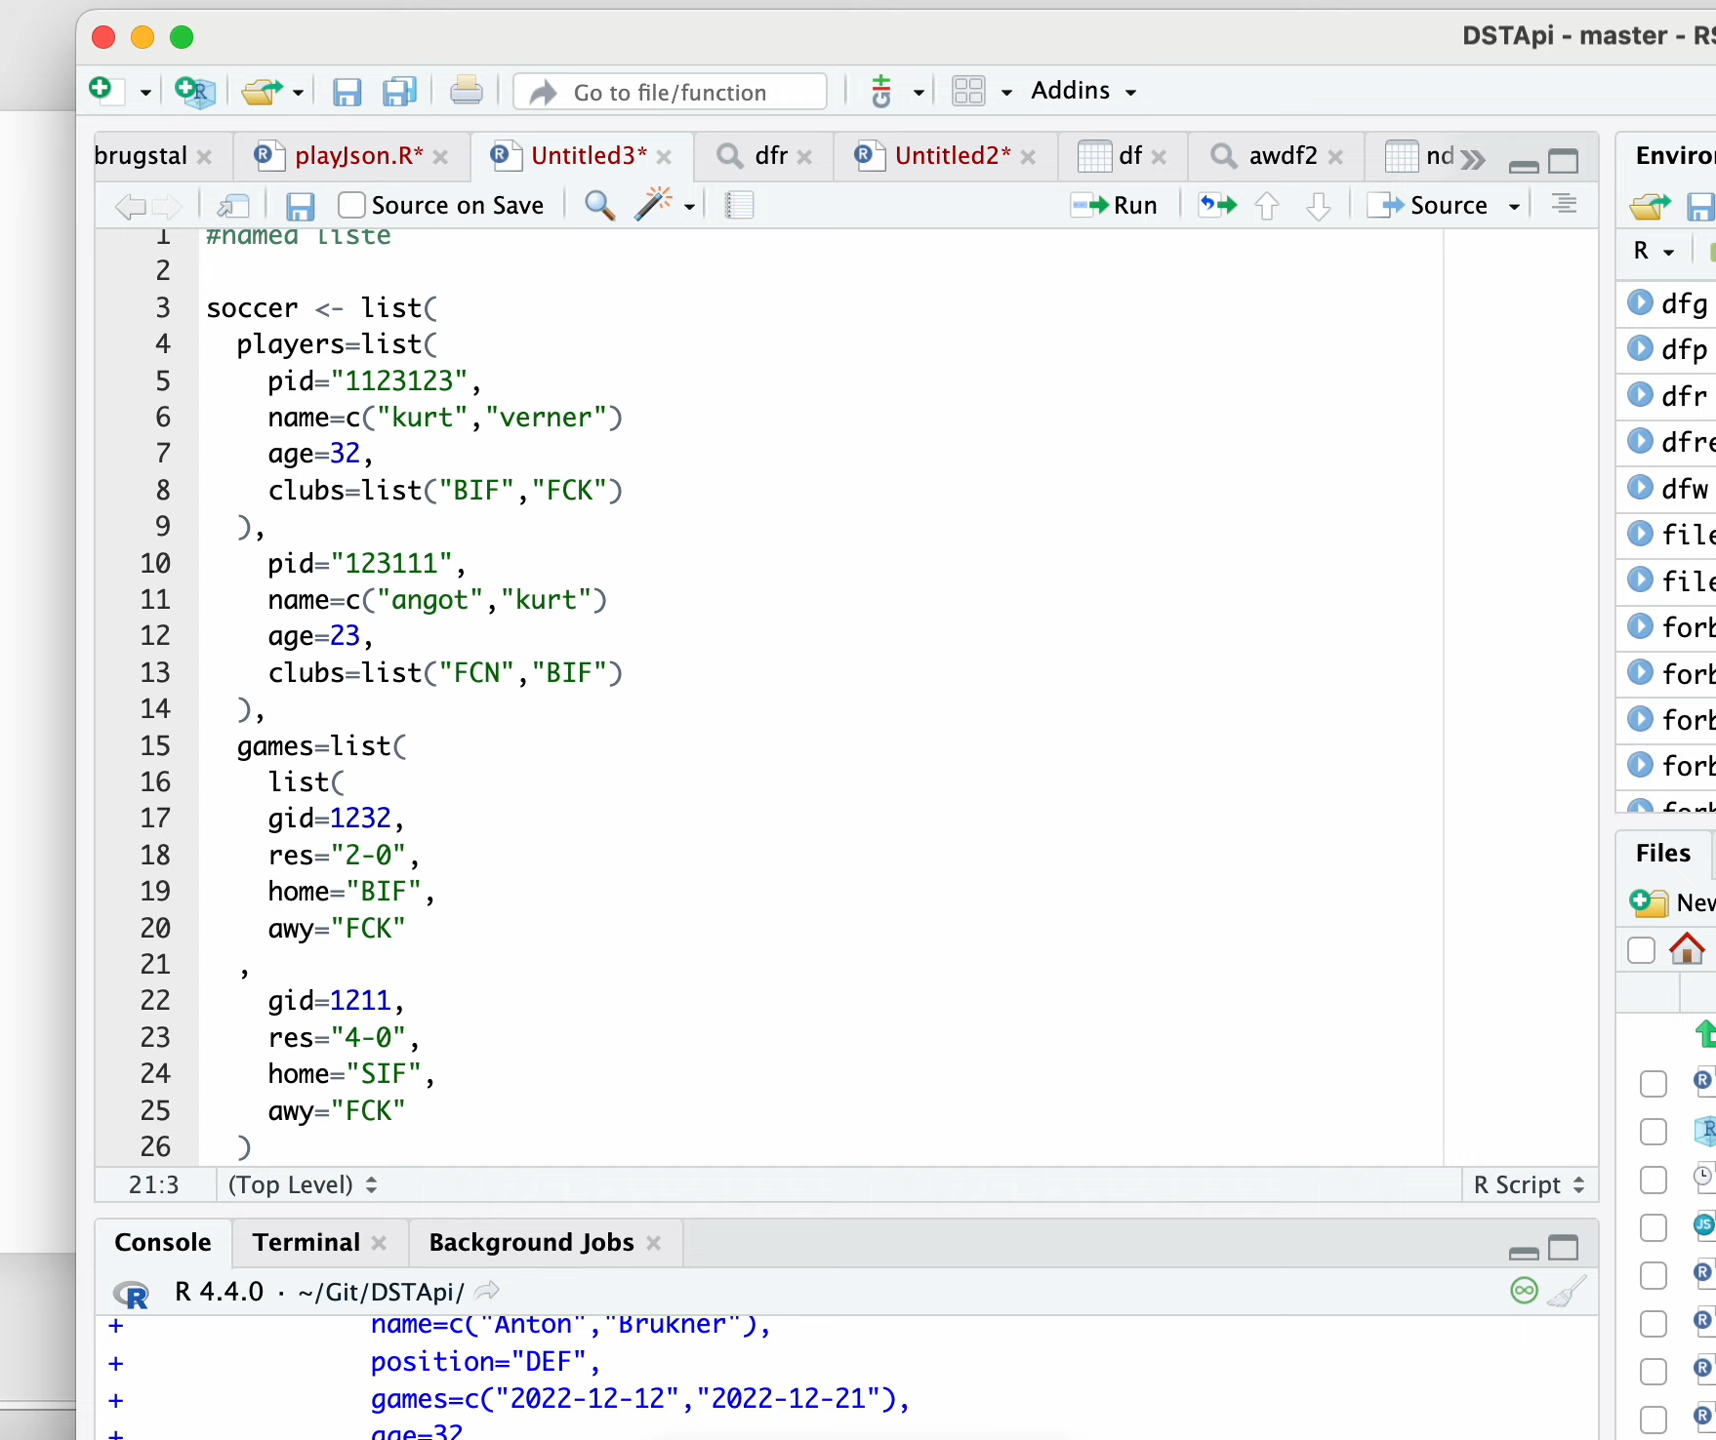 DSTApi - master - RS
Go to file/function
Addins
brugstal
playJson.R*
Untitled3*
dfr
Untitled2*
df
awdf2
nd
Source on Save
Run
Source
1 #named liste
2
3 soccer <- list(
4 players=list(
5 pid="1123123",
6 name=c("kurt","verner")
7 age=32,
8 clubs=list("BIF","FCK")
9 ),
10 pid="123111",
11 name=c("angot","kurt")
12 age=23,
13 clubs=list("FCN","BIF")
14 ),
15 games=list(
16 list(
17 gid=1232,
18 res="2-0",
19 home="BIF",
20 awy="FCK"
21 ,
22 gid=1211,
23 res="4-0",
24 home="SIF",
25 awy="FCK"
26 )
21:3 (Top Level) R Script
Console Terminal Background Jobs
R 4.4.0 · ~/Git/DSTApi/
+ name=c("Anton","Brukner"),
+ position="DEF",
+ games=c("2022-12-12","2022-12-21"),
+ age=32
Enviro
R
dfg
dfp
dfr
dfre
dfw
file
file
forb
forb
forb
forb
forb
Files
New